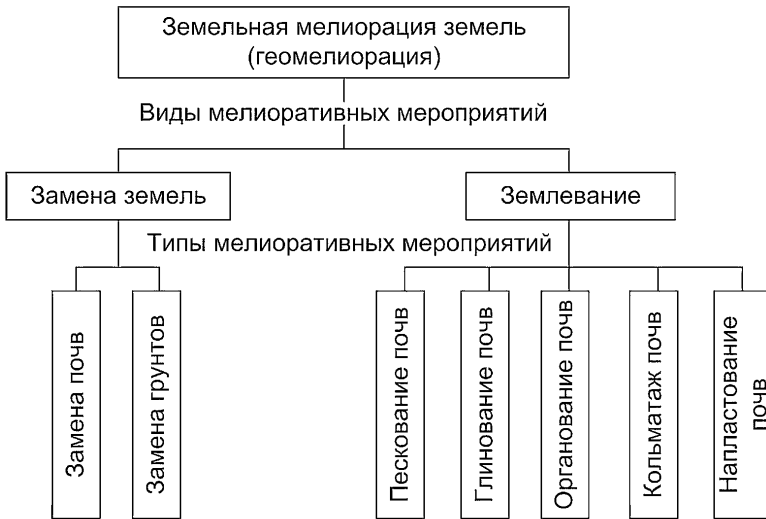 Земельная мелиорация земель
(геомелиорация)
Виды мелиоративных мероприятий
Замена земель
Землевание
Типы мелиоративных мероприятий
Замена почв
Замена грунтов
Пескование почв
Глинование почв
Органование почв
Кольматаж почв
Напластование
почв